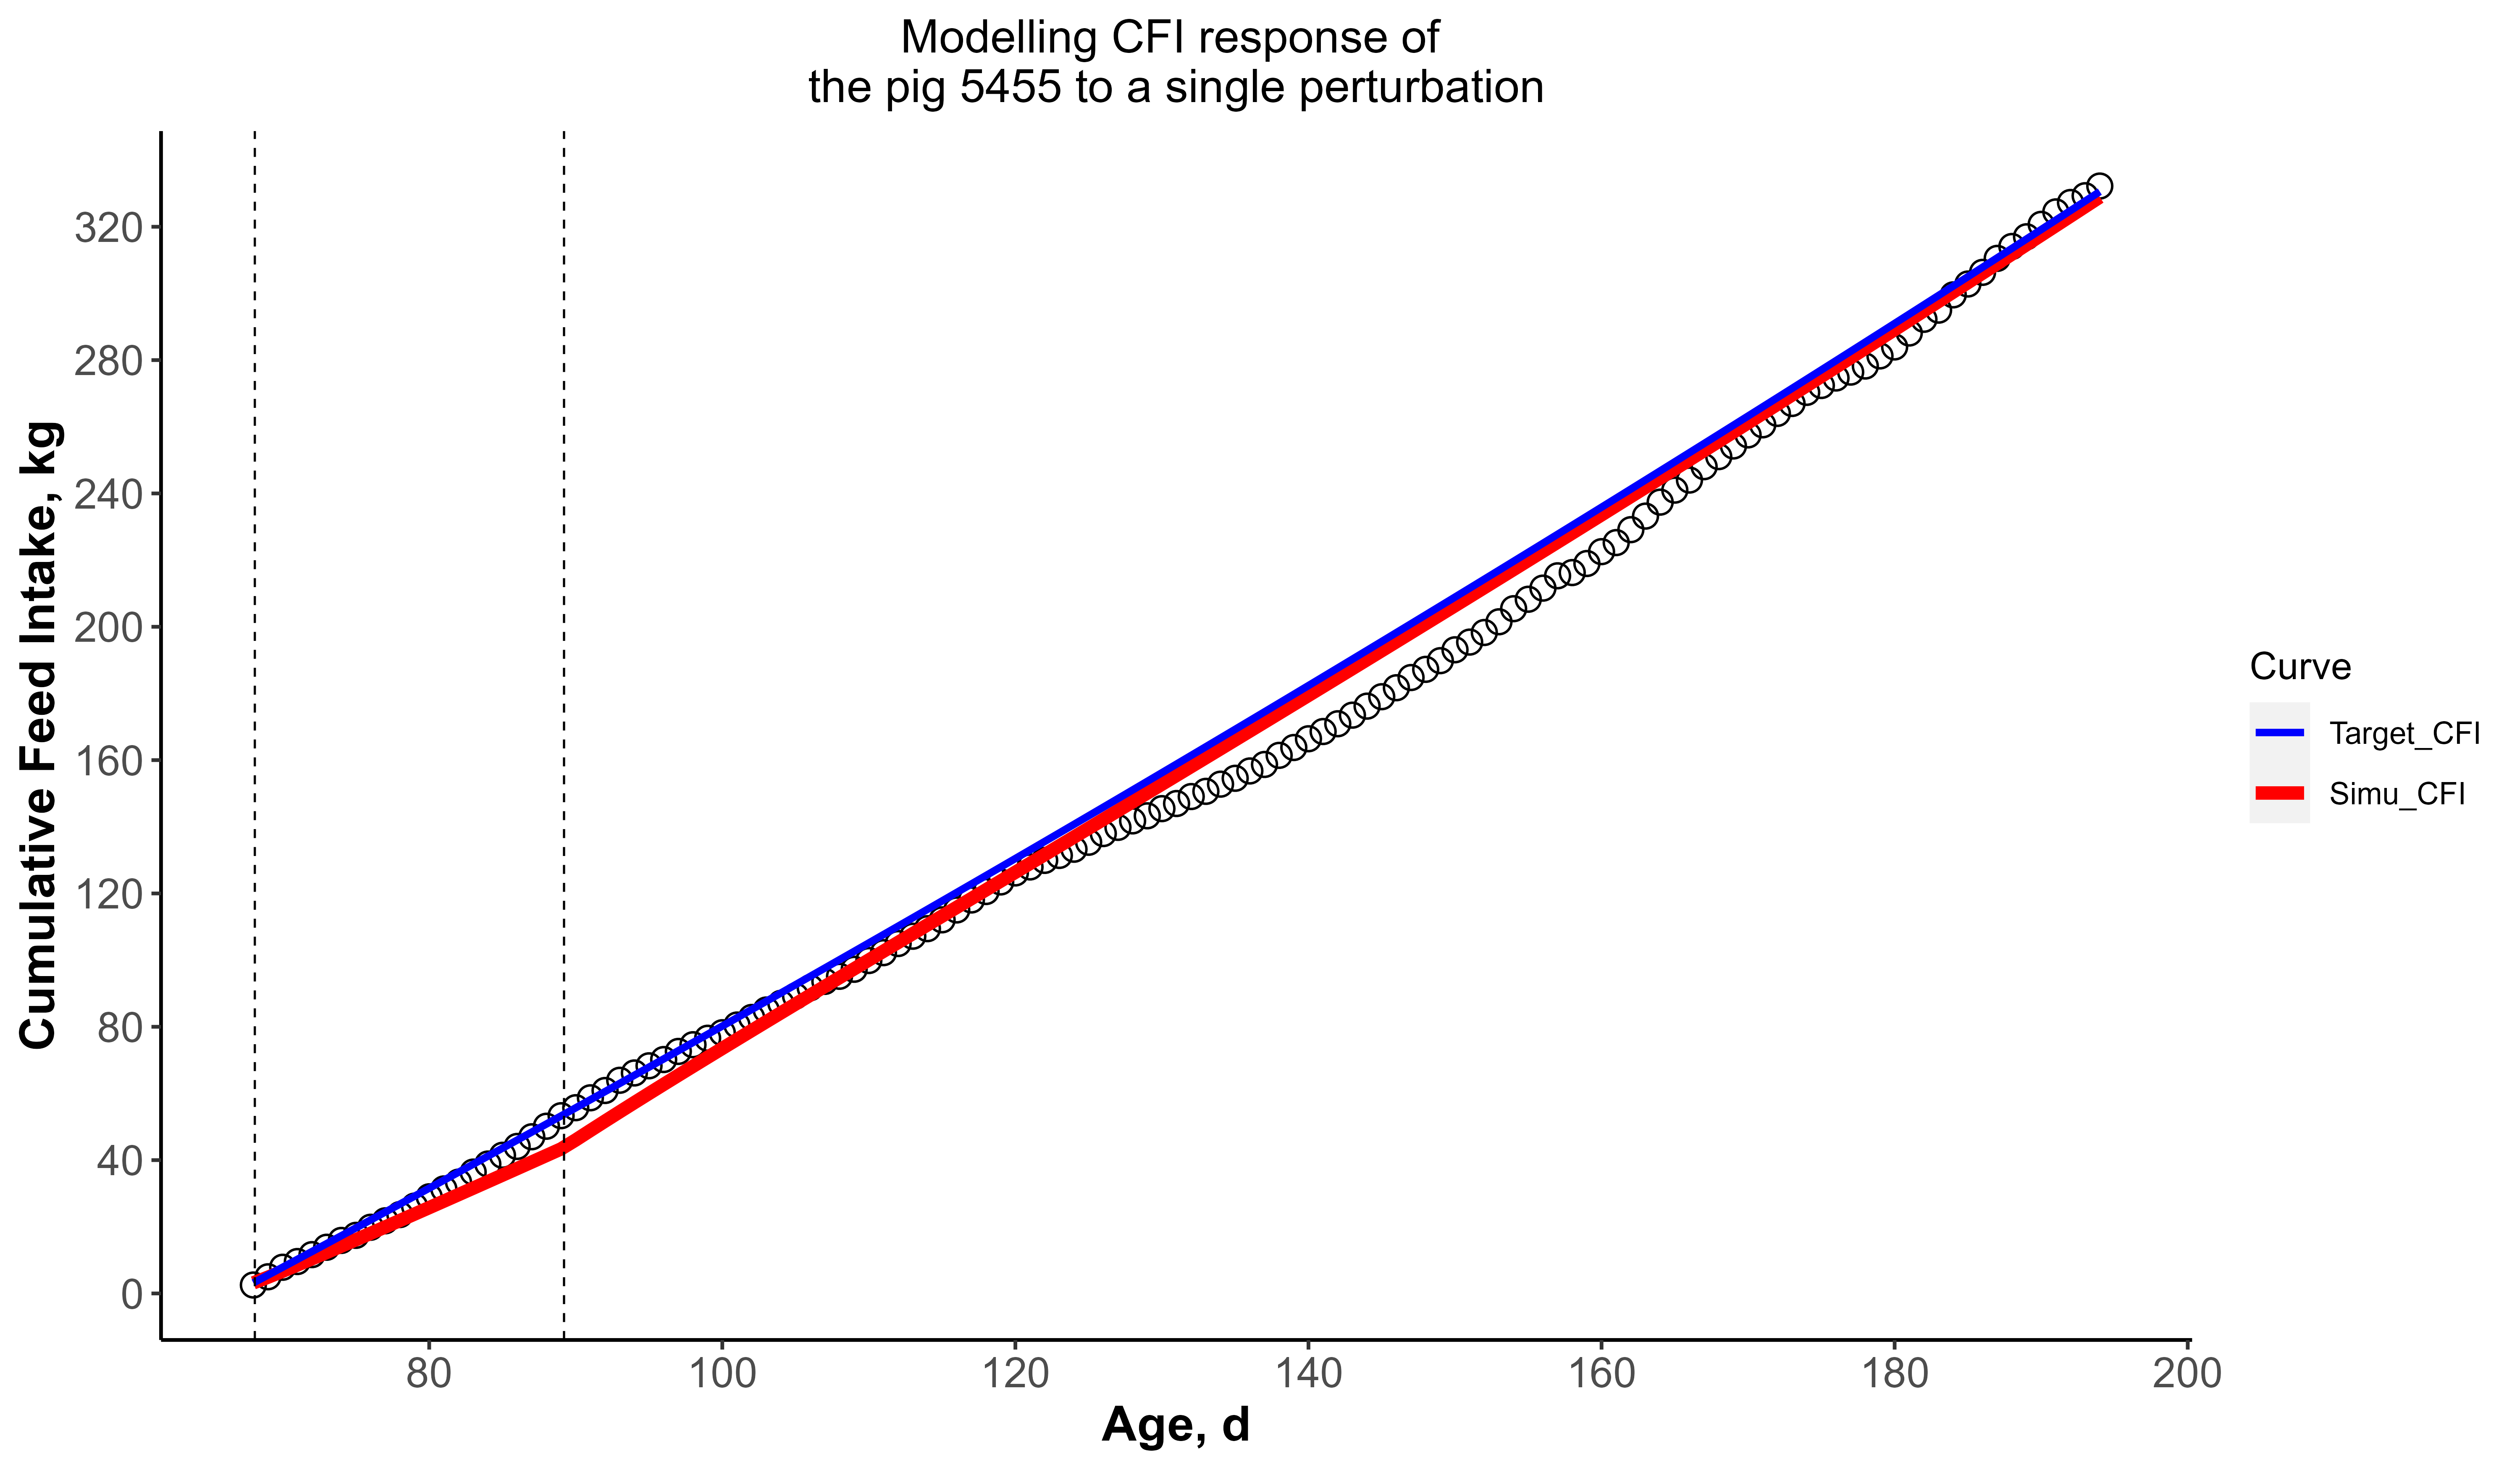 Modelling CFI response of
the pig 5455 to a single perturbation
Cumulative Feed Intake, kg
320
280
240
200
160
120
80
40
0
80
100
120
140
160
180
200
Age, d
Curve
Target_CFI
Simu_CFI